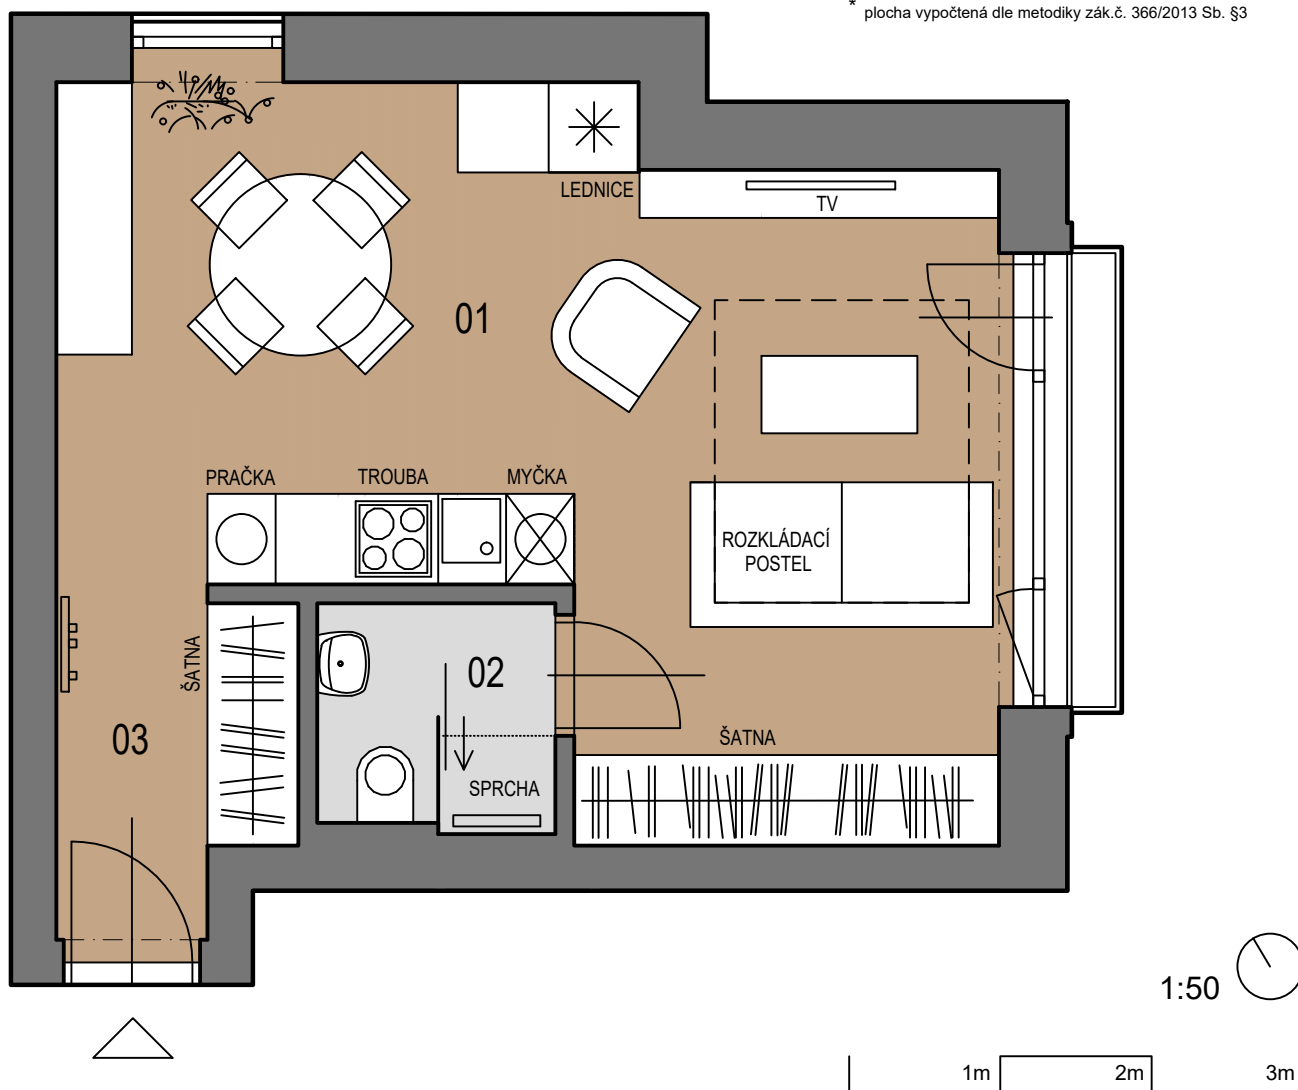 * plocha vypočtená dle metodiky zák.č. 366/2013 Sb. §3
LEDNICE
TV
01
PRAČKA
TROUBA
MYČKA
ROZKLÁDACÍ
POSTEL
ŠATNA
02
03
ŠATNA
SPRCHA
1:50
1m
2m
3m